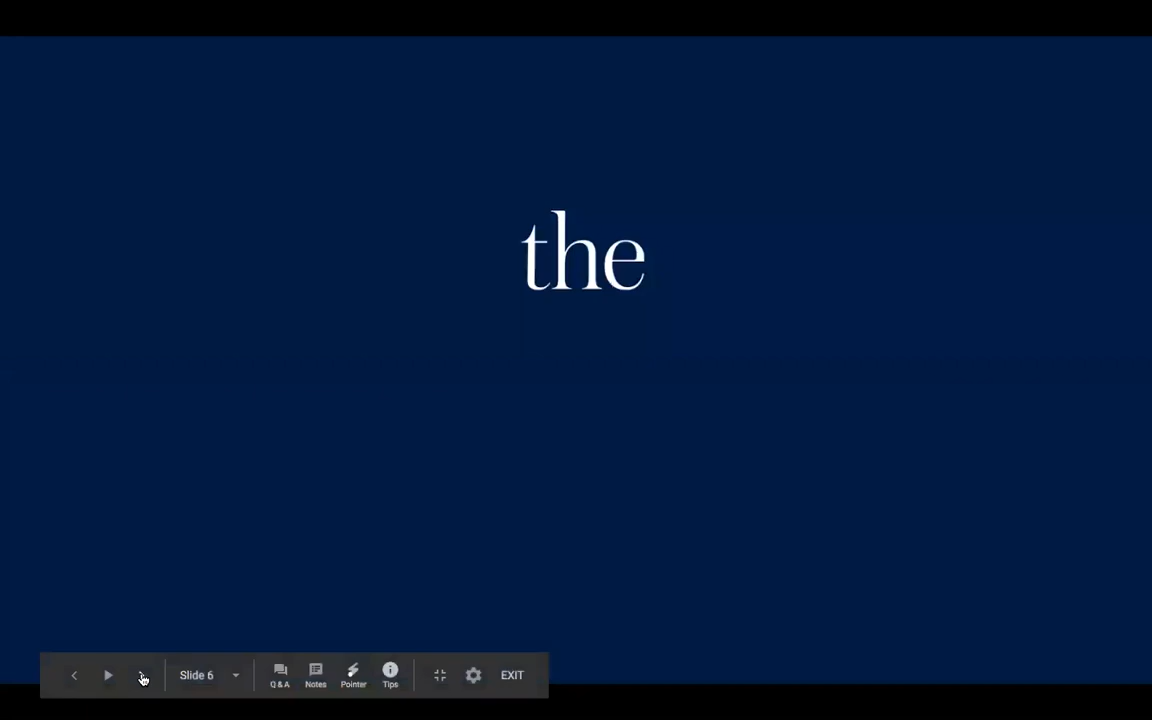 the
Slide 6
Q & A
Notes
Pointer
Tips
EXIT